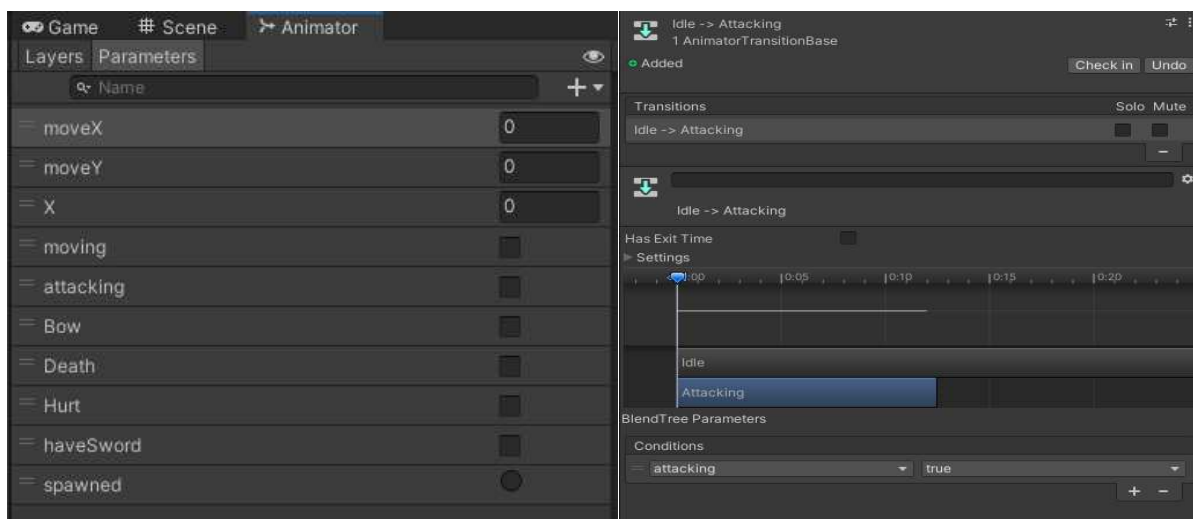 Game # Scene Animator
Layers Parameters
Name
moveX 0
moveY 0
X 0
moving
attacking
Bow
Death
Hurt
haveSword
spawned
Idle -> Attacking
1 AnimatorTransitionBase
Added Check in Undo
Transitions Solo Mute
Idle -> Attacking
Idle -> Attacking
Has Exit Time
Settings
0:05 0:10 0:15 0:20
Idle
Attacking
BlendTree Parameters
Conditions
attacking true